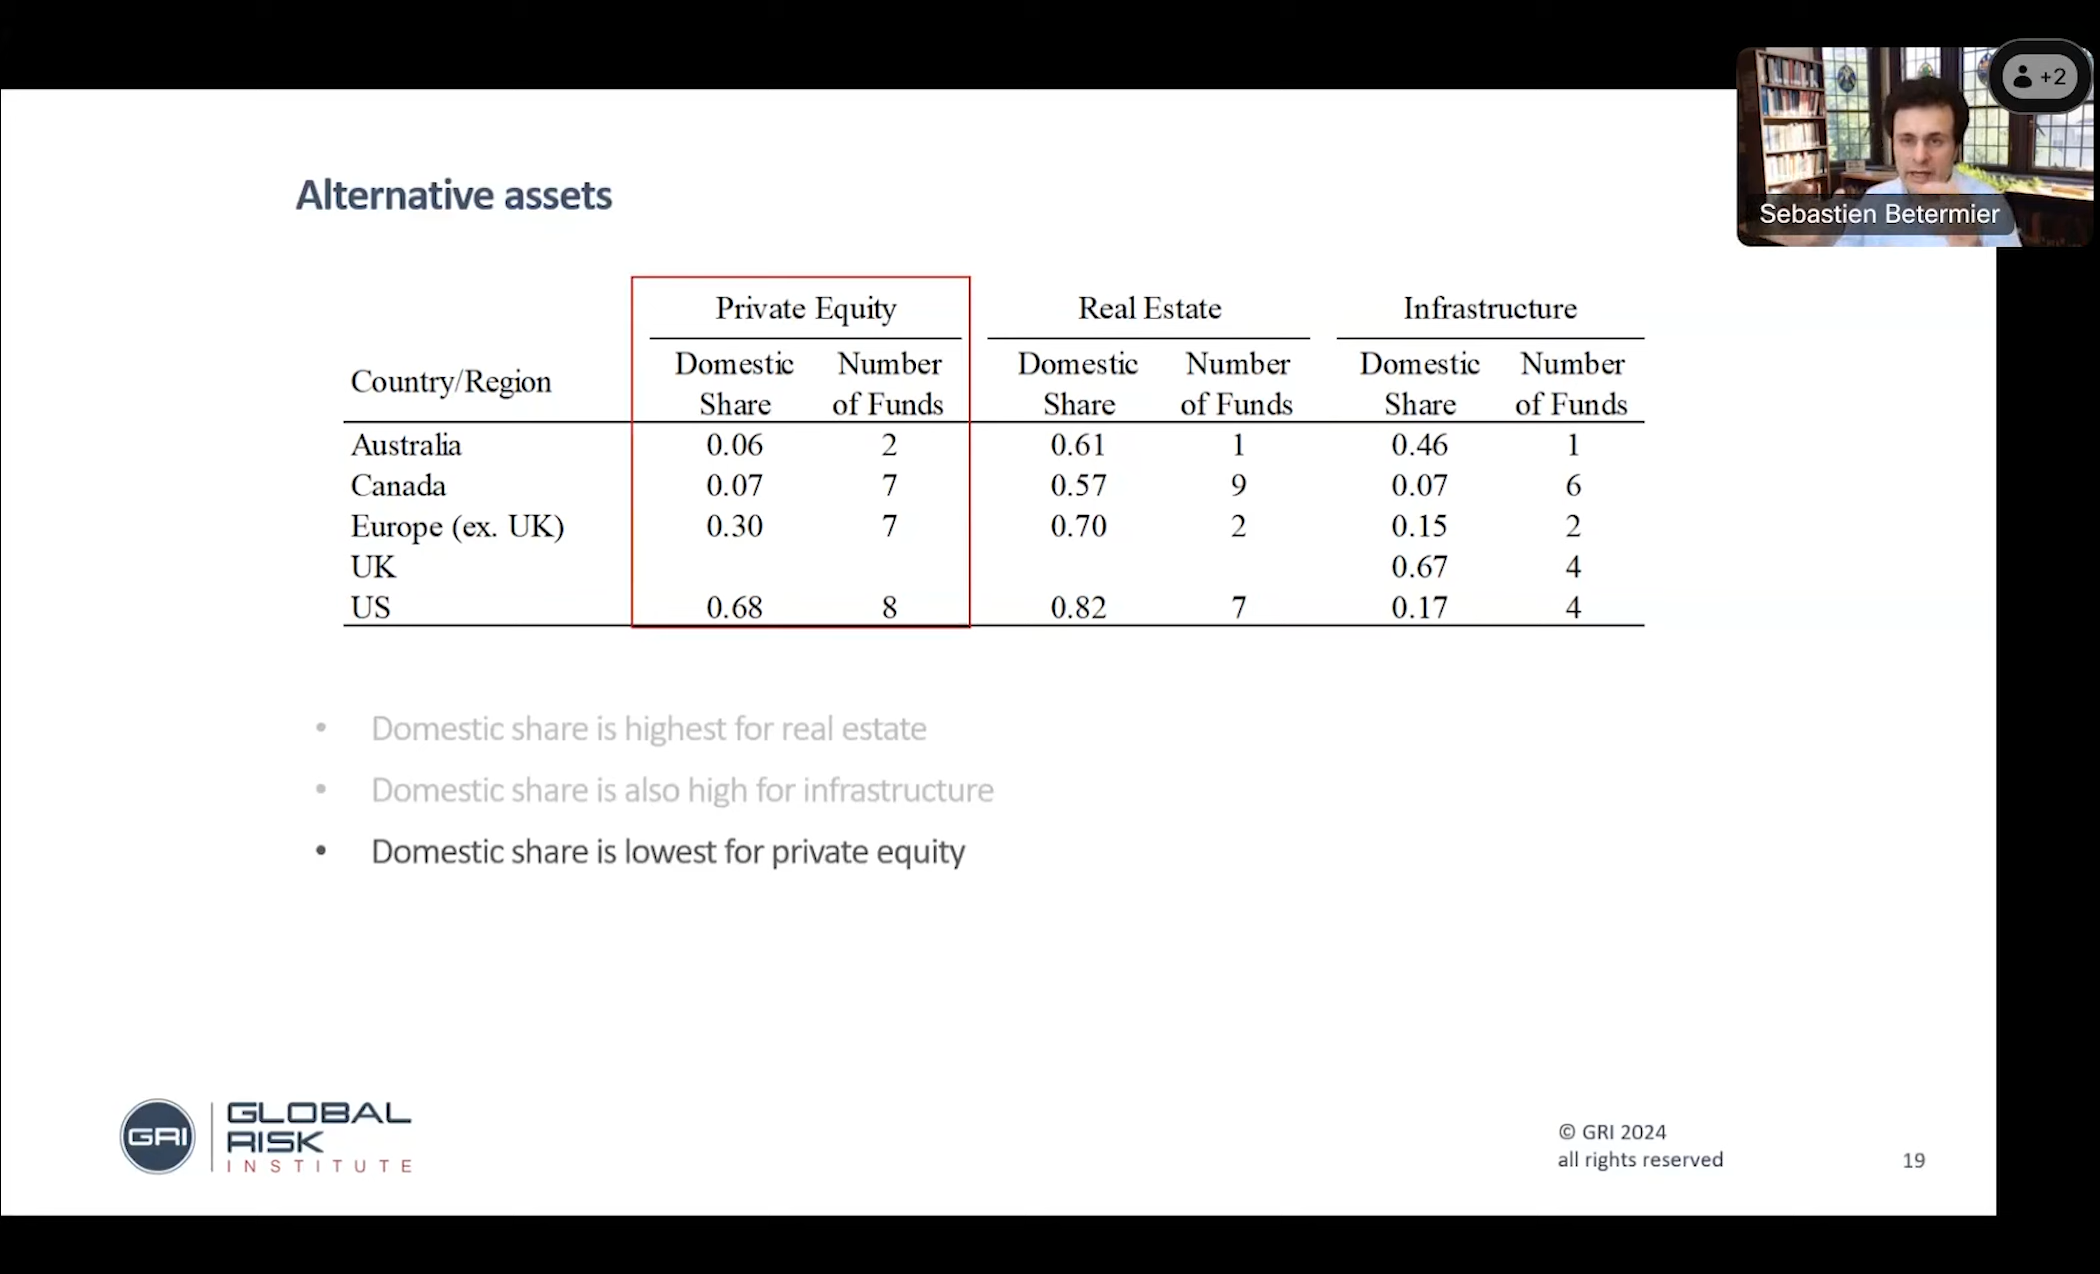 +2
Sebastien Betermier
Alternative assets
Private Equity Real Estate Infrastructure
Country/Region Domestic Share Number of Funds Domestic Share Number of Funds Domestic Share Number of Funds
Australia 0.06 2 0.61 1 0.46 1
Canada 0.07 7 0.57 9 0.07 6
Europe (ex. UK) 0.30 7 0.70 2 0.15 2
UK 0.67 4
US 0.68 8 0.82 7 0.17 4
• Domestic share is highest for real estate
• Domestic share is also high for infrastructure
• Domestic share is lowest for private equity
GRI
GLOBAL
RISK
INSTITUTE
© GRI 2024
all rights reserved
19